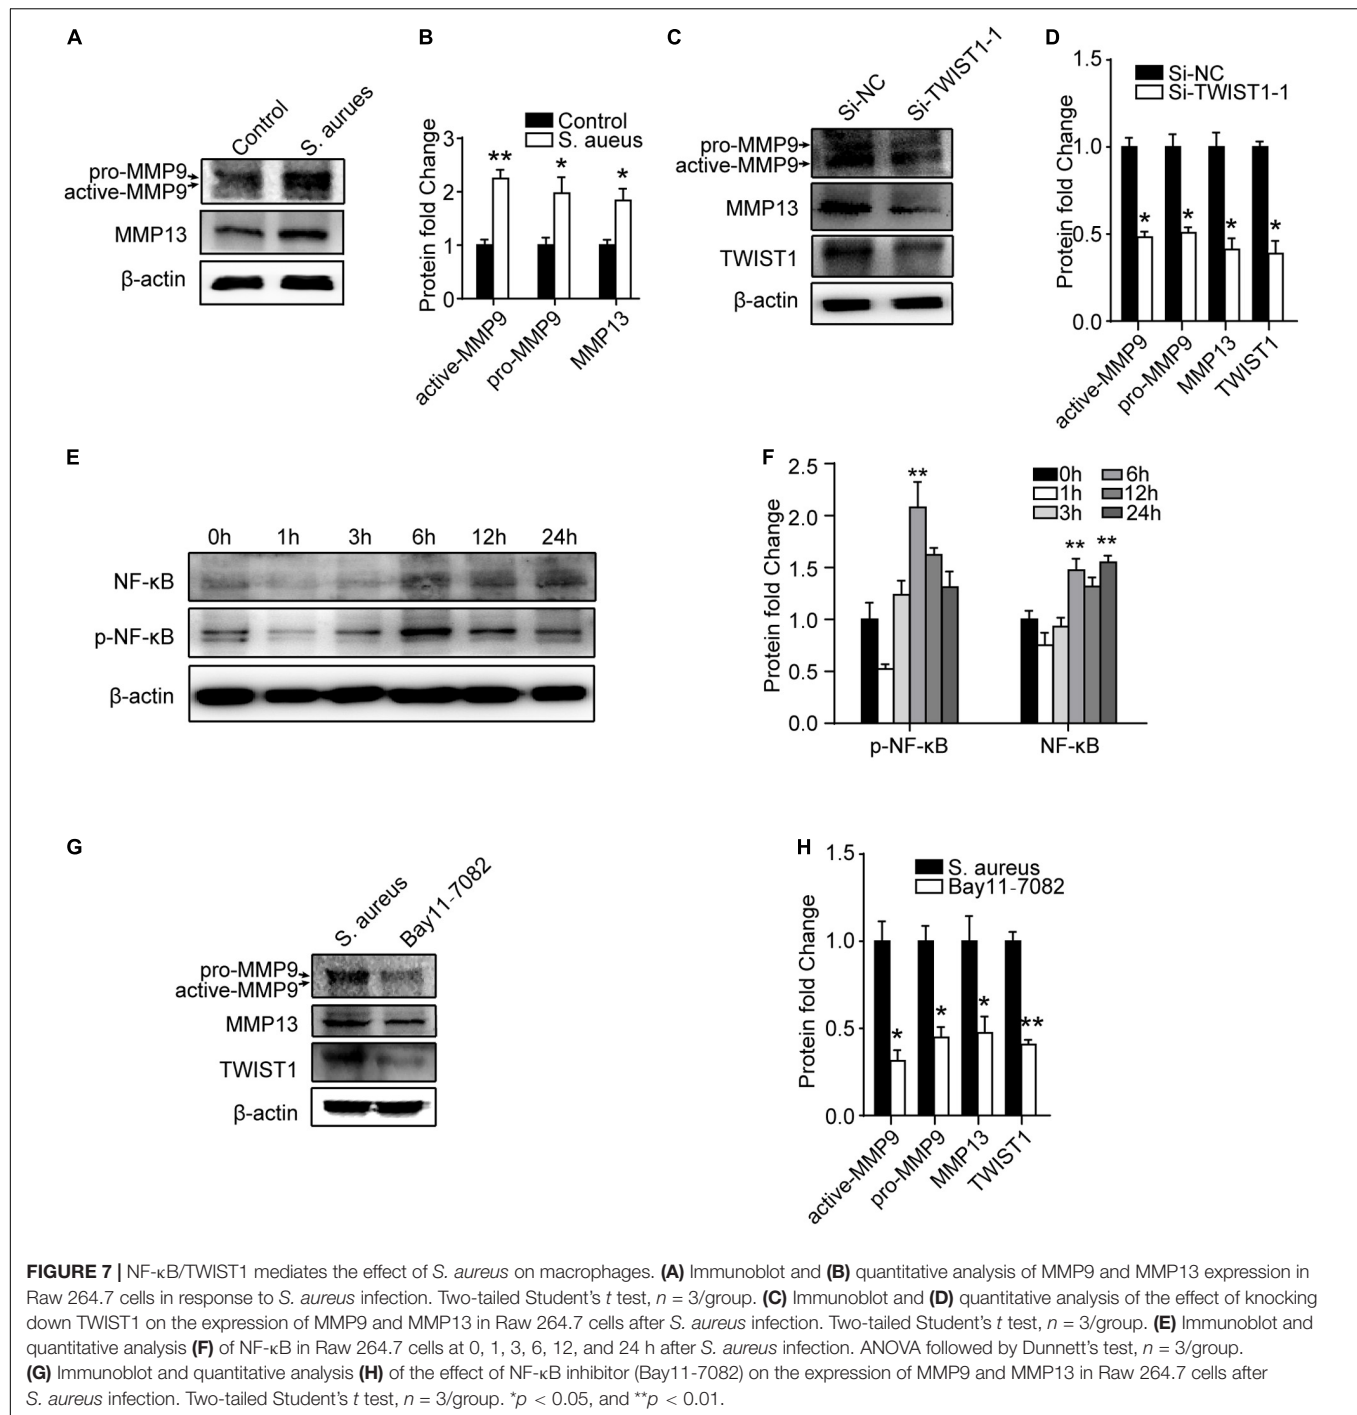 A
Control
S. aurues
pro-MMP9
active-MMP9
MMP13
β-actin
B
Control
S. aueus
Protein fold Change
3
2
1
0
**
*
*
active-MMP9
pro-MMP9
MMP13
C
Si-NC
Si-TWIST1-1
pro-MMP9
active-MMP9
MMP13
TWIST1
β-actin
D
Si-NC
Si-TWIST1-1
Protein fold Change
1.5
1.0
0.5
0.0
*
*
*
*
active-MMP9
pro-MMP9
MMP13
TWIST1
E
0h 1h 3h 6h 12h 24h
NF-κB
p-NF-κB
β-actin
F
0h 6h
1h 12h
3h 24h
Protein fold Change
2.5
2.0
1.5
1.0
0.5
0.0
**
**
**
p-NF-κB
NF-κB
G
S. aureus
Bay11-7082
pro-MMP9
active-MMP9
MMP13
TWIST1
β-actin
H
S. aureus
Bay11-7082
Protein fold Change
1.5
1.0
0.5
0.0
*
*
*
**
active-MMP9
pro-MMP9
MMP13
TWIST1
FIGURE 7 | NF-κB/TWIST1 mediates the effect of S. aureus on macrophages. (A) Immunoblot and (B) quantitative analysis of MMP9 and MMP13 expression in
Raw 264.7 cells in response to S. aureus infection. Two-tailed Student's t test, n = 3/group. (C) Immunoblot and (D) quantitative analysis of the effect of knocking
down TWIST1 on the expression of MMP9 and MMP13 in Raw 264.7 cells after S. aureus infection. Two-tailed Student's t test, n = 3/group. (E) Immunoblot and
quantitative analysis (F) of NF-κB in Raw 264.7 cells at 0, 1, 3, 6, 12, and 24 h after S. aureus infection. ANOVA followed by Dunnett's test, n = 3/group.
(G) Immunoblot and quantitative analysis (H) of the effect of NF-κB inhibitor (Bay11-7082) on the expression of MMP9 and MMP13 in Raw 264.7 cells after
S. aureus infection. Two-tailed Student's t test, n = 3/group. *p < 0.05, and **p < 0.01.